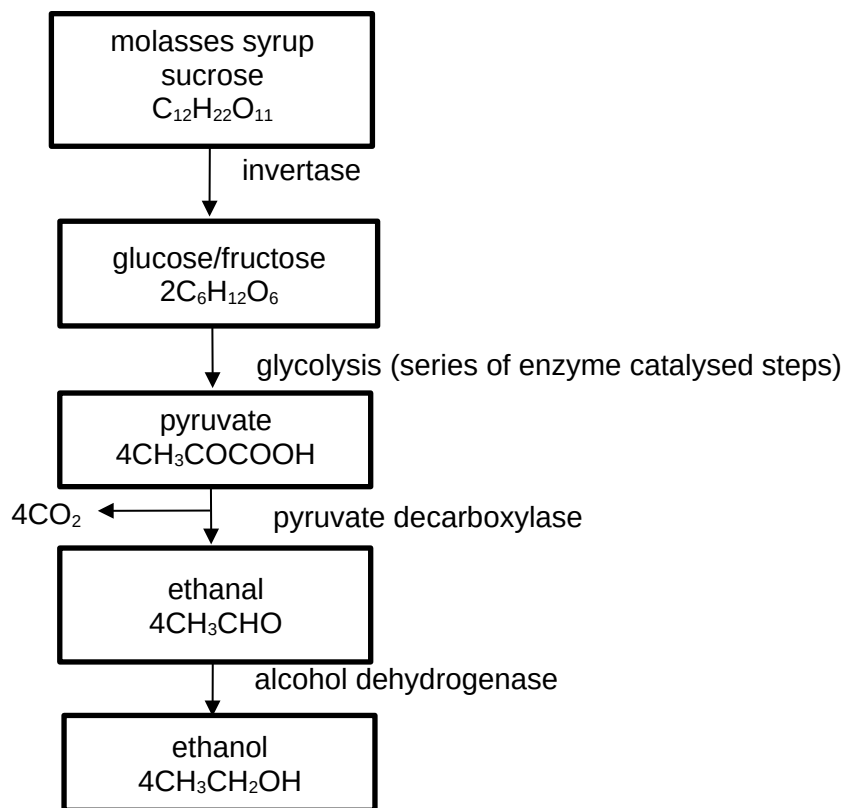 molasses syrup
sucrose
C₁₂H₂₂O₁₁
invertase
glucose/fructose
2C₆H₁₂O₆
glycolysis (series of enzyme catalysed steps)
pyruvate
4CH₃COCOOH
4CO₂
pyruvate decarboxylase
ethanal
4CH₃CHO
alcohol dehydrogenase
ethanol
4CH₃CH₂OH